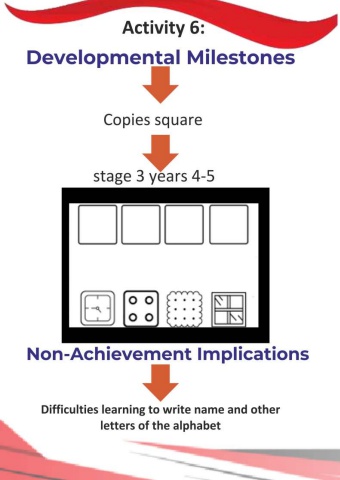 Activity 6:
Developmental Milestones
Copies square
stage 3 years 4-5
Non-Achievement Implications
Difficulties learning to write name and other
letters of the alphabet